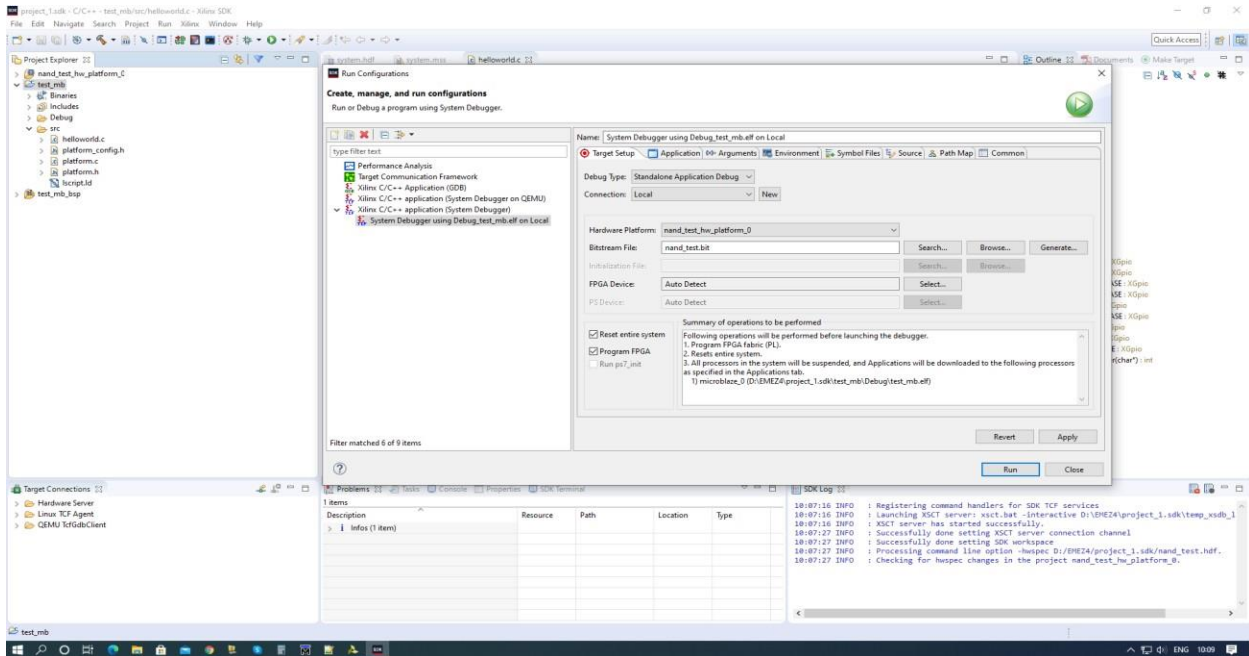 project_1.sdk - C/C++ - test_mb/src/helloworld.c - Xilinx SDK
File Edit Navigate Search Project Run Xilinx Window Help
Quick Access
Project Explorer
nand_test_hw_platform_0
test_mb
Binaries
Includes
Debug
src
helloworld.c
platform_config.h
platform.c
platform.h
lscript.ld
test_mb_bsp
system.hdf
system.mss
helloworld.c
Outline
Documents
Make Target
XGpio
XGpio
ASE : XGpio
ASE : XGpio
Gpio
ASE : XGpio
E : XGpio
r(char*) : int
Run Configurations
Create, manage, and run configurations
Run or Debug a program using System Debugger.
type filter text
Performance Analysis
Target Communication Framework
Xilinx C/C++ Application (GDB)
Xilinx C/C++ application (System Debugger on QEMU)
Xilinx C/C++ application (System Debugger)
System Debugger using Debug_test_mb.elf on Local
Filter matched 6 of 9 items
Name: System Debugger using Debug_test_mb.elf on Local
Target Setup Application Arguments Environment Symbol Files Source Path Map Common
Debug Type: Standalone Application Debug
Connection: Local New
Hardware Platform: nand_test_hw_platform_0
Bitstream File: nand_test.bit Search... Browse... Generate...
Initialization File: Search... Browse...
FPGA Device: Auto Detect Select...
PS Device: Auto Detect Select...
Reset entire system
Program FPGA
Run ps7_init
Summary of operations to be performed
Following operations will be performed before launching the debugger.
1. Program FPGA fabric (PL).
2. Resets entire system.
3. All processors in the system will be suspended, and Applications will be downloaded to the following processors
as specified in the Applications tab.
1) microblaze_0 (D:\EMEZ4\project_1.sdk\test_mb\Debug\test_mb.elf)
Revert Apply
Run Close
Target Connections
Hardware Server
Linux TCF Agent
QEMU TcfGdbClient
Problems Tasks Console Properties SDK Terminal
1 items
Description Resource Path Location Type
Infos (1 item)
SDK Log
10:07:16 INFO : Registering command handlers for SDK TCF services
10:07:16 INFO : Launching XSCT server: xsct.bat -interactive D:\EMEZ4\project_1.sdk\temp_xsdb_l
10:07:16 INFO : XSCT server has started successfully.
10:07:27 INFO : Successfully done setting XSCT server connection channel
10:07:27 INFO : Successfully done setting SDK workspace
10:07:27 INFO : Processing command line option -hwspec D:/EMEZ4/project_1.sdk/nand_test.hdf.
10:07:27 INFO : Checking for hwspec changes in the project nand_test_hw_platform_0.
test_mb
ENG 10:09